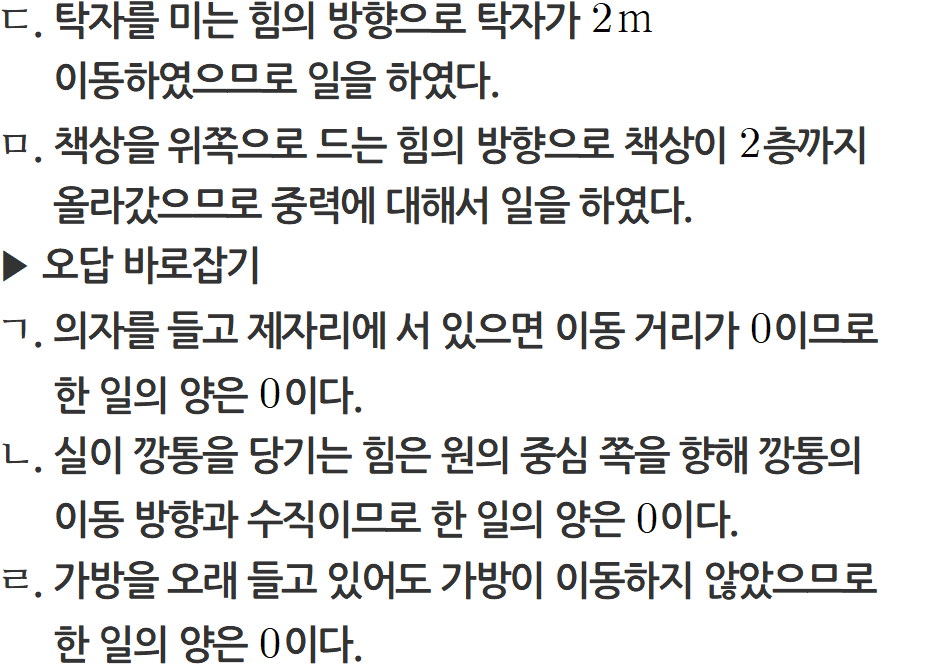 ㄷ. 탁자를 미는 힘의 방향으로 탁자가 2m
이동하였으므로 일을 하였다.
ㅁ. 책상을 위쪽으로 드는 힘의 방향으로 책상이 2층까지
올라갔으므로 중력에 대해서 일을 하였다.
▶ 오답 바로잡기
ㄱ. 의자를 들고 제자리에 서 있으면 이동 거리가 0이므로
한 일의 양은 0이다.
ㄴ. 실이 깡통을 당기는 힘은 원의 중심 쪽을 향해 깡통의
이동 방향과 수직이므로 한 일의 양은 0이다.
ㄹ. 가방을 오래 들고 있어도 가방이 이동하지 않았으므로
한 일의 양은 0이다.